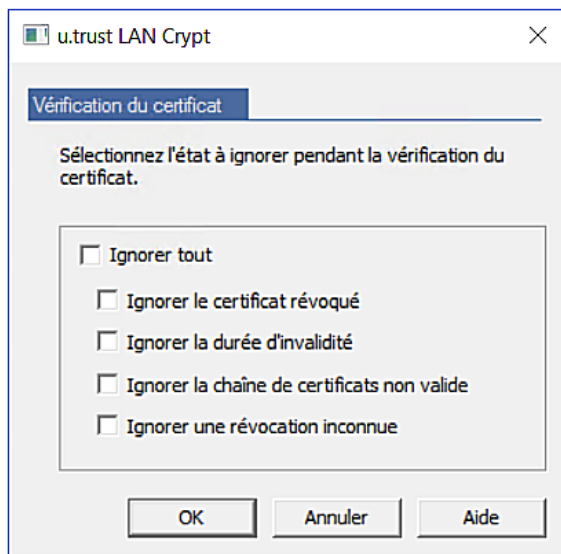 u.trust LAN Crypt
Vérification du certificat
Sélectionnez l'état à ignorer pendant la vérification du
certificat.
Ignorer tout
Ignorer le certificat révoqué
Ignorer la durée d'invalidité
Ignorer la chaîne de certificats non valide
Ignorer une révocation inconnue
OK Annuler Aide